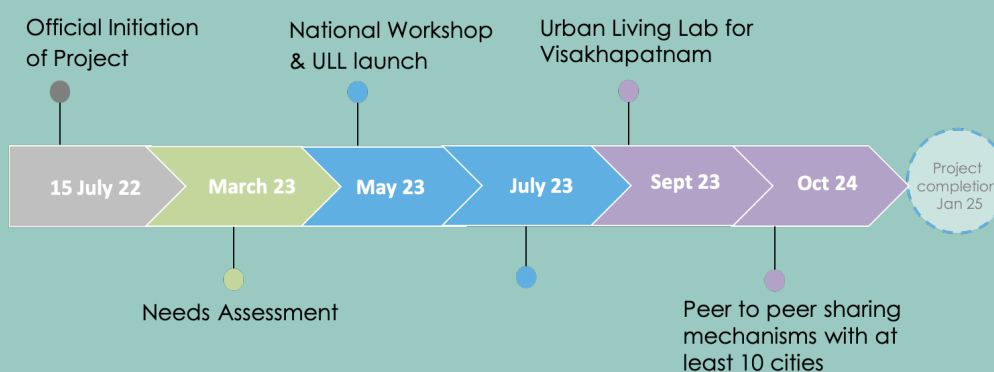 Official Initiation
of Project
National Workshop
& ULL launch
Urban Living Lab for
Visakhapatnam
15 July 22
March 23
May 23
July 23
Sept 23
Oct 24
Project
completion
Jan 25
Needs Assessment
Peer to peer sharing
mechanisms with at
least 10 cities